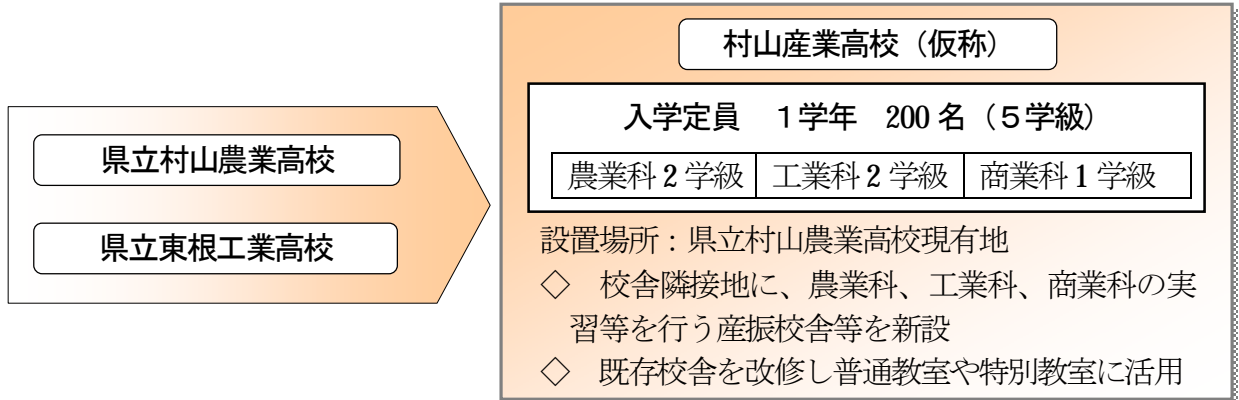 県立村山農業高校
県立東根工業高校
村山産業高校（仮称）
入学定員　１学年　200 名（５学級）
農業科 2 学級　工業科 2 学級　商業科 1 学級
設置場所：県立村山農業高校現有地
◇　校舎隣接地に、農業科、工業科、商業科の実
習等を行う産振校舎等を新設
◇　既存校舎を改修し普通教室や特別教室に活用